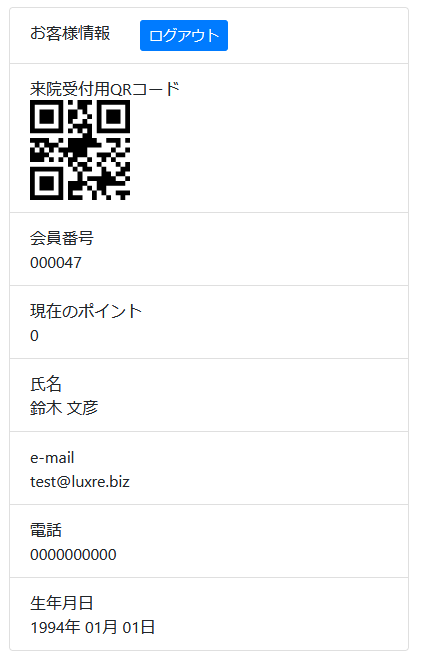 お客様情報
ログアウト
来院受付用QRコード
会員番号
000047
現在のポイント
0
氏名
鈴木 文彦
e-mail
test@luxre.biz
電話
0000000000
生年月日
1994年 01月 01日